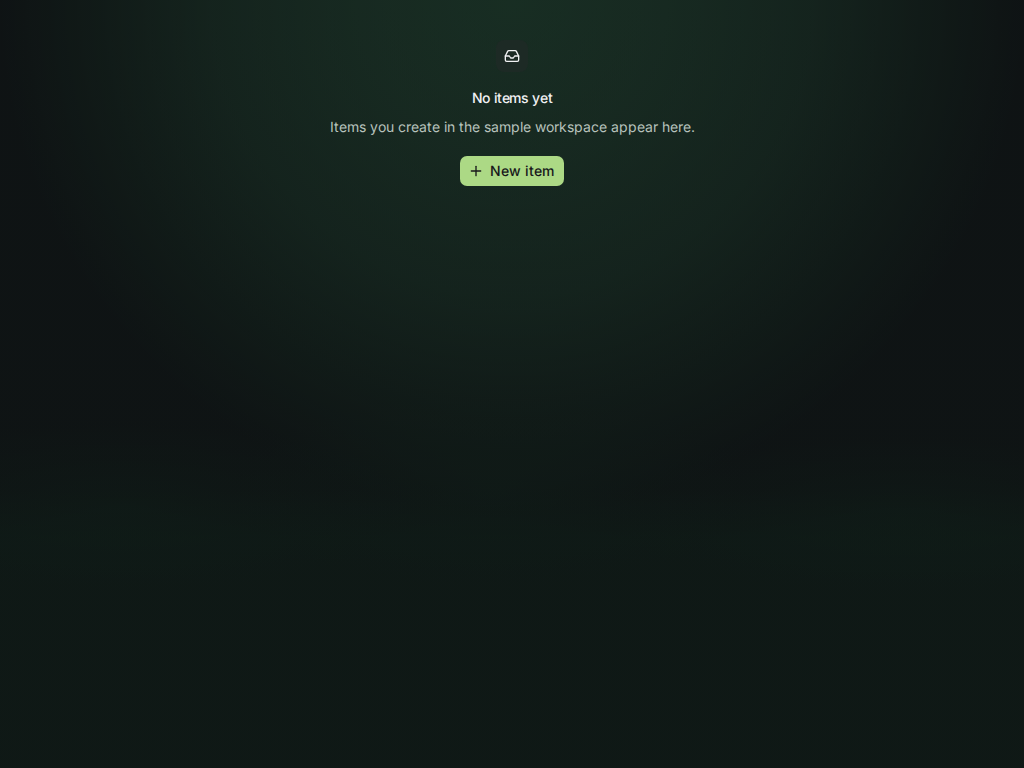 No items yet
Items you create in the sample workspace appear here.
New item